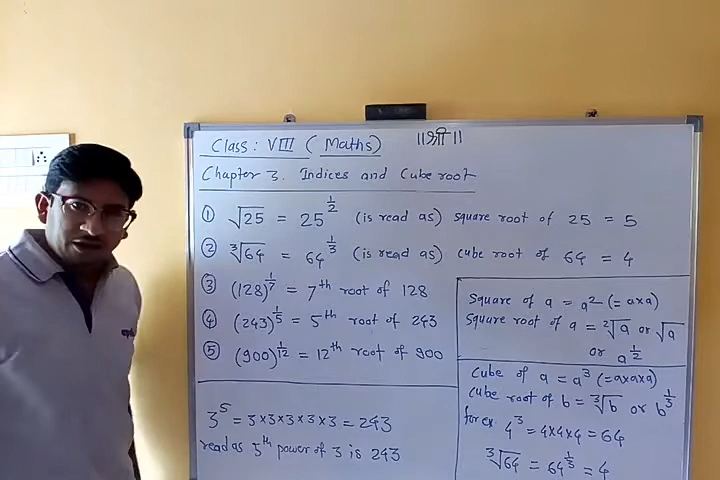 Class: VIII (Maths) ||श्री||
Chapter 3. Indices and Cube root
① √25 = 25^(1/2) (is read as) square root of 25 = 5
② ∛64 = 64^(1/3) (is read as) cube root of 64 = 4
③ (128)^(1/7) = 7th root of 128
④ (243)^(1/5) = 5th root of 243
⑤ (900)^(1/12) = 12th root of 900
3⁵ = 3×3×3×3×3 = 243
read as 5th power of 3 is 243
Square of a = a² (= a×a)
Square root of a = ²√a or √a
or a^(1/2)
Cube of a = a³ (= a×a×a)
Cube root of b = ∛b or b^(1/3)
for ex. 4³ = 4×4×4 = 64
∛64 = 64^(1/3) = 4